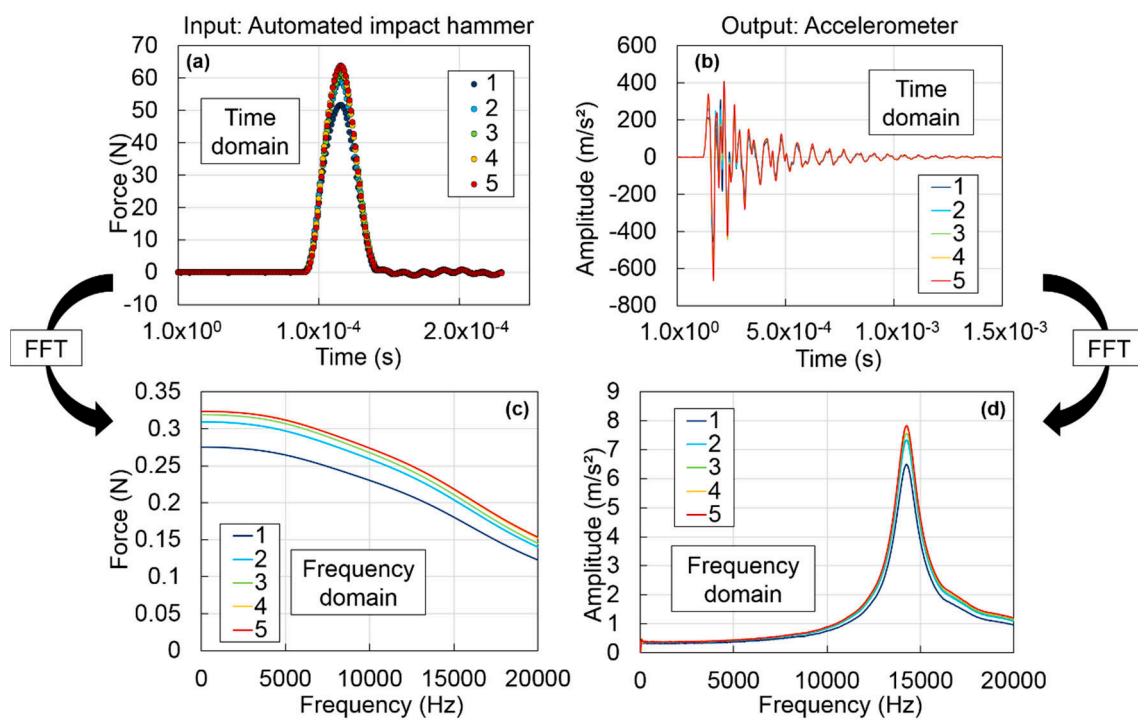 Input: Automated impact hammer
(a)
Time
domain
1
2
3
4
5
70
60
50
40
30
20
10
0
-10
Force (N)
1.0x10⁰
1.0x10⁻⁴
2.0x10⁻⁴
Time (s)
Output: Accelerometer
(b)
Time
domain
1
2
3
4
5
600
400
200
0
-200
-400
-600
-800
Amplitude (m/s²)
1.0x10⁰
5.0x10⁻⁴
1.0x10⁻³
1.5x10⁻³
Time (s)
FFT
FFT
(c)
0.35
0.3
0.25
0.2
0.15
0.1
0.05
0
Force (N)
1
2
3
4
5
Frequency
domain
0
5000
10000
15000
20000
Frequency (Hz)
(d)
9
8
7
6
5
4
3
2
1
0
Amplitude (m/s²)
1
2
3
4
5
Frequency
domain
0
5000
10000
15000
20000
Frequency (Hz)